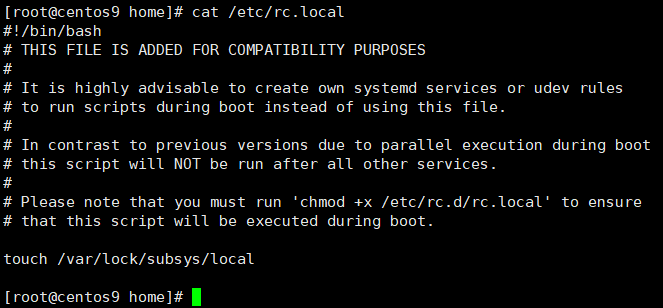 [root@centos9 home]# cat /etc/rc.local
#!/bin/bash
# THIS FILE IS ADDED FOR COMPATIBILITY PURPOSES
#
# It is highly advisable to create own systemd services or udev rules
# to run scripts during boot instead of using this file.
#
# In contrast to previous versions due to parallel execution during boot
# this script will NOT be run after all other services.
#
# Please note that you must run 'chmod +x /etc/rc.d/rc.local' to ensure
# that this script will be executed during boot.

touch /var/lock/subsys/local

[root@centos9 home]#